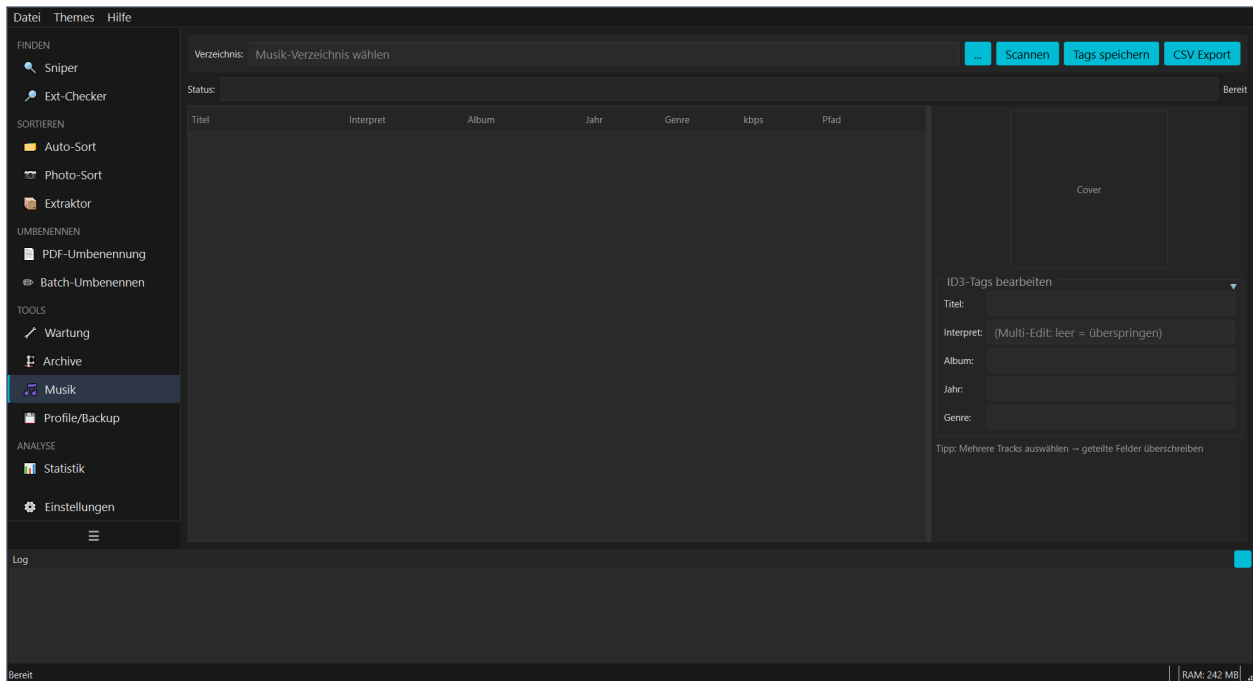 Datei Themes Hilfe
FINDEN
Sniper
Ext-Checker
SORTIEREN
Auto-Sort
Photo-Sort
Extraktor
UMBENENNEN
PDF-Umbenennung
Batch-Umbenennen
TOOLS
Wartung
Archive
Musik
Profile/Backup
ANALYSE
Statistik
Einstellungen
Verzeichnis: Musik-Verzeichnis wählen ... Scannen Tags speichern CSV Export
Status: Bereit
Titel Interpret Album Jahr Genre kbps Pfad
Cover
ID3-Tags bearbeiten
Titel:
Interpret: (Multi-Edit: leer = überspringen)
Album:
Jahr:
Genre:
Tipp: Mehrere Tracks auswählen → geteilte Felder überschreiben
Log
Bereit RAM: 242 MB